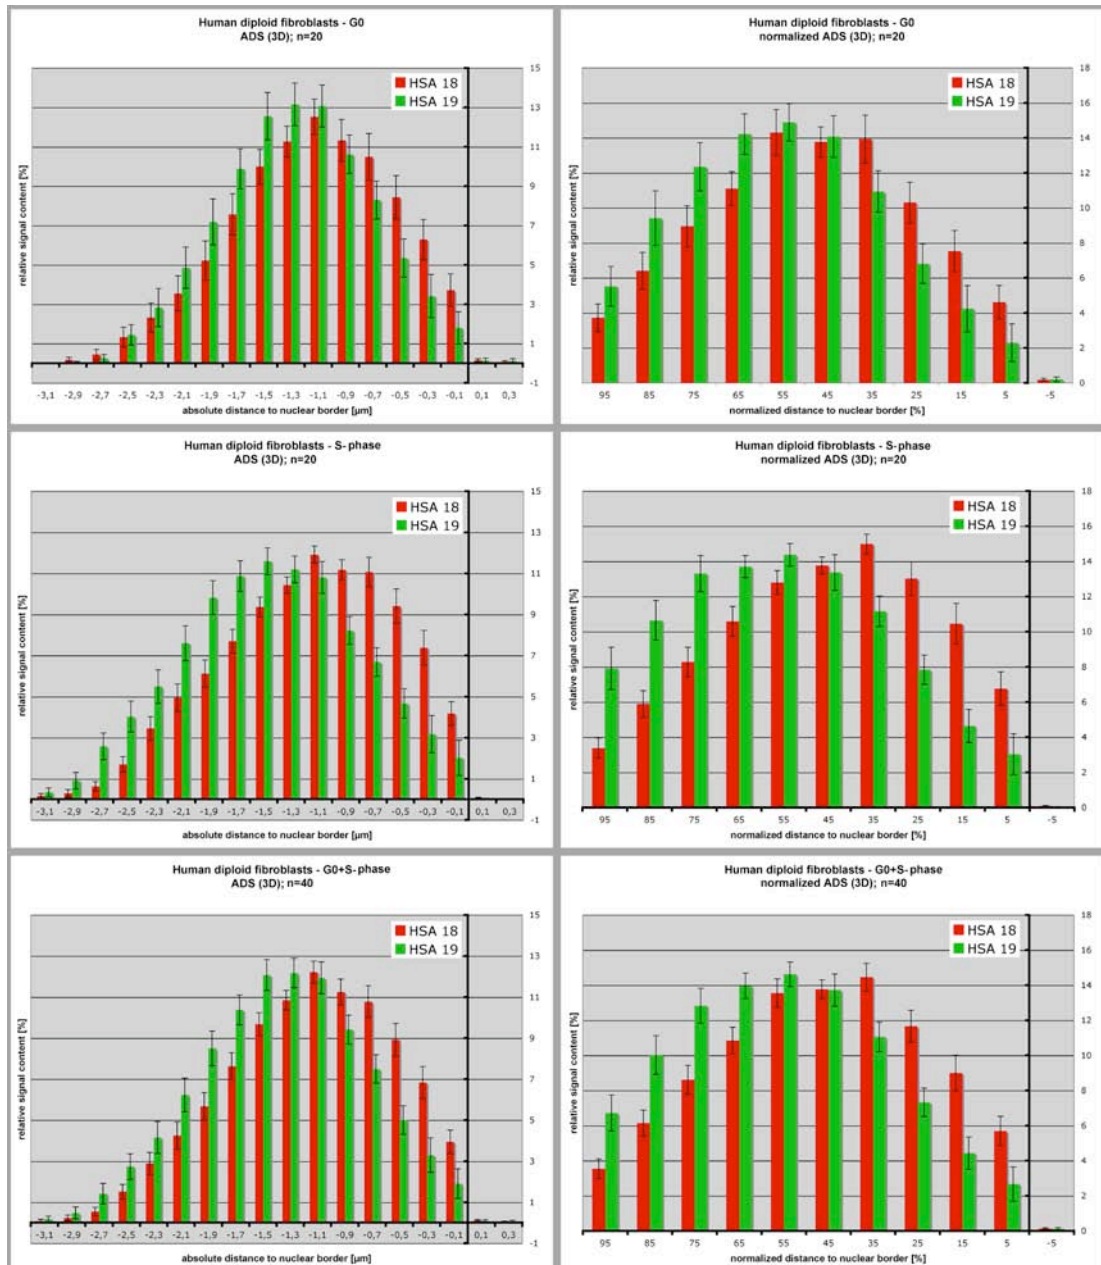 Human diploid fibroblasts - G0
ADS (3D); n=20
HSA 18
HSA 19
relative signal content [%]
15
13
11
9
7
5
3
1
-1
-3,1 -2,9 -2,7 -2,5 -2,3 -2,1 -1,9 -1,7 -1,5 -1,3 -1,1 -0,9 -0,7 -0,5 -0,3 -0,1 0,1 0,3
absolute distance to nuclear border [µm]
Human diploid fibroblasts - G0
normalized ADS (3D); n=20
HSA 18
HSA 19
relative signal content [%]
18
16
14
12
10
8
6
4
2
0
95 85 75 65 55 45 35 25 15 5 -5
normalized distance to nuclear border [%]
Human diploid fibroblasts - S-phase
ADS (3D); n=20
HSA 18
HSA 19
relative signal content [%]
15
13
11
9
7
5
3
1
-1
-3,1 -2,9 -2,7 -2,5 -2,3 -2,1 -1,9 -1,7 -1,5 -1,3 -1,1 -0,9 -0,7 -0,5 -0,3 -0,1 0,1 0,3
absolute distance to nuclear border [µm]
Human diploid fibroblasts - S-phase
normalized ADS (3D); n=20
HSA 18
HSA 19
relative signal content [%]
18
16
14
12
10
8
6
4
2
0
95 85 75 65 55 45 35 25 15 5 -5
normalized distance to nuclear border [%]
Human diploid fibroblasts - G0+S-phase
ADS (3D); n=40
HSA 18
HSA 19
relative signal content [%]
15
13
11
9
7
5
3
1
-1
-3,1 -2,9 -2,7 -2,5 -2,3 -2,1 -1,9 -1,7 -1,5 -1,3 -1,1 -0,9 -0,7 -0,5 -0,3 -0,1 0,1 0,3
absolute distance to nuclear border [µm]
Human diploid fibroblasts - G0+S-phase
normalized ADS (3D); n=40
HSA 18
HSA 19
relative signal content [%]
18
16
14
12
10
8
6
4
2
0
95 85 75 65 55 45 35 25 15 5 -5
normalized distance to nuclear border [%]